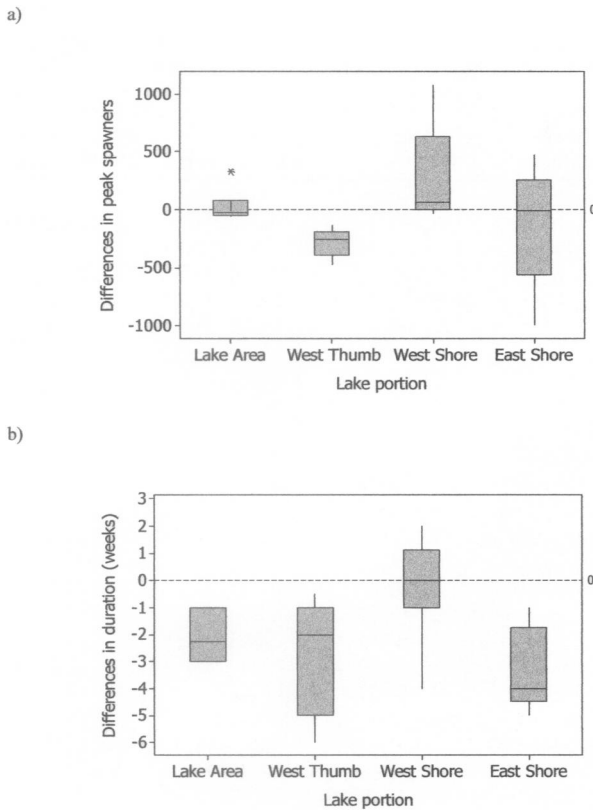 a)
Differences in peak spawners
1000
500
0
-500
-1000
0
Lake Area West Thumb West Shore East Shore
Lake portion
b)
Differences in duration (weeks)
3
2
1
0
-1
-2
-3
-4
-5
-6
0
Lake Area West Thumb West Shore East Shore
Lake portion